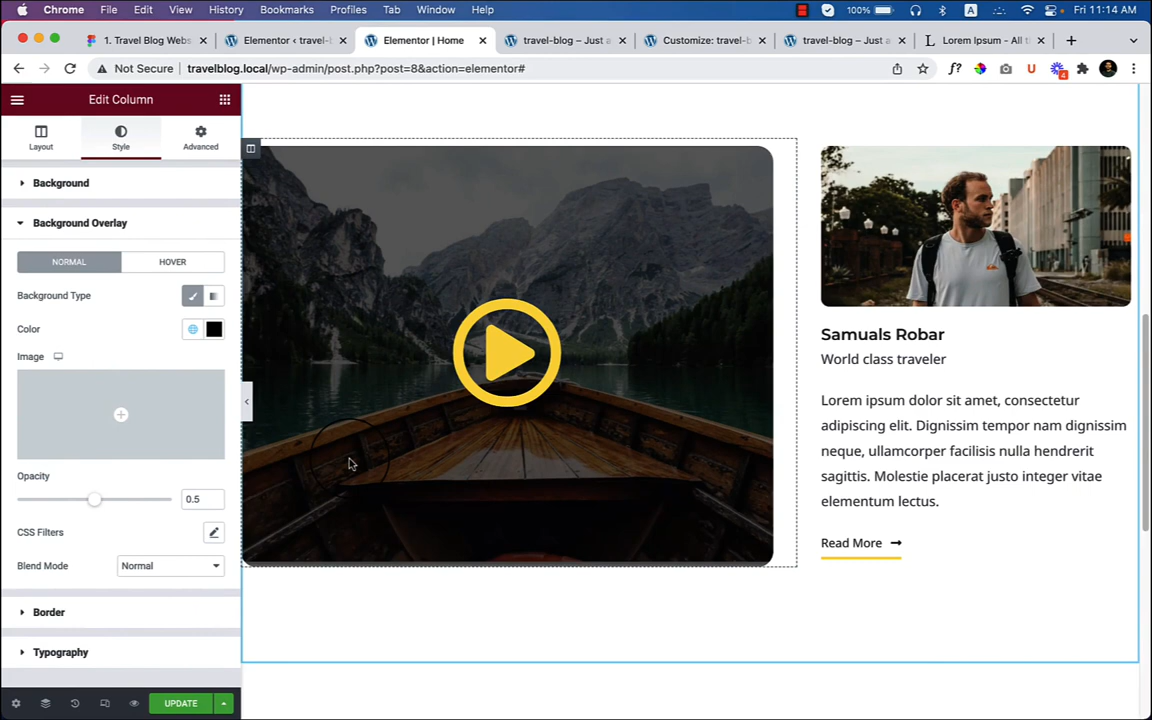 Chrome File Edit View History Bookmarks Profiles Tab Window Help 100% A Fri 11:14 AM
1. Travel Blog Webs
Elementor ‹ travel-b
Elementor | Home
travel-blog – Just a
Customize: travel-b
travel-blog – Just a
Lorem Ipsum - All t
Not Secure travelblog.local/wp-admin/post.php?post=8&action=elementor#
f?
U
4
Edit Column
Layout Style Advanced
Background
Background Overlay
NORMAL HOVER
Background Type
Color
Image
Opacity
0.5
CSS Filters
Blend Mode Normal
Border
Typography
UPDATE
Samuals Robar
World class traveler
Lorem ipsum dolor sit amet, consectetur
adipiscing elit. Dignissim tempor nam dignissim
neque, ullamcorper facilisis nulla hendrerit
sagittis. Molestie placerat justo integer vitae
elementum lectus.
Read More